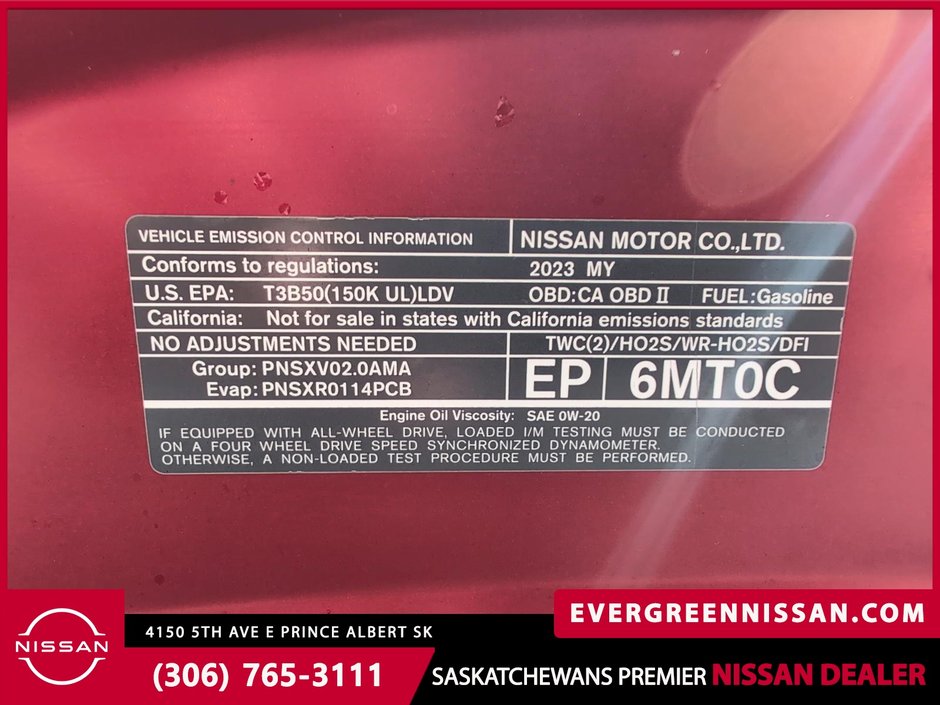 VEHICLE EMISSION CONTROL INFORMATION NISSAN MOTOR CO.,LTD.
Conforms to regulations: 2023 MY
U.S. EPA: T3B50(150K UL)LDV OBD:CA OBD II FUEL:Gasoline
California: Not for sale in states with California emissions standards
NO ADJUSTMENTS NEEDED TWC(2)/HO2S/WR-HO2S/DFI
Group: PNSXV02.0AMA
Evap: PNSXR0114PCB
EP 6MT0C
Engine Oil Viscosity: SAE 0W-20
IF EQUIPPED WITH ALL-WHEEL DRIVE, LOADED I/M TESTING MUST BE CONDUCTED
ON A FOUR WHEEL DRIVE SPEED SYNCHRONIZED DYNAMOMETER.
OTHERWISE, A NON-LOADED TEST PROCEDURE MUST BE PERFORMED.
NISSAN
4150 5TH AVE E PRINCE ALBERT SK
(306) 765-3111
EVERGREENNISSAN.COM
SASKATCHEWANS PREMIER NISSAN DEALER